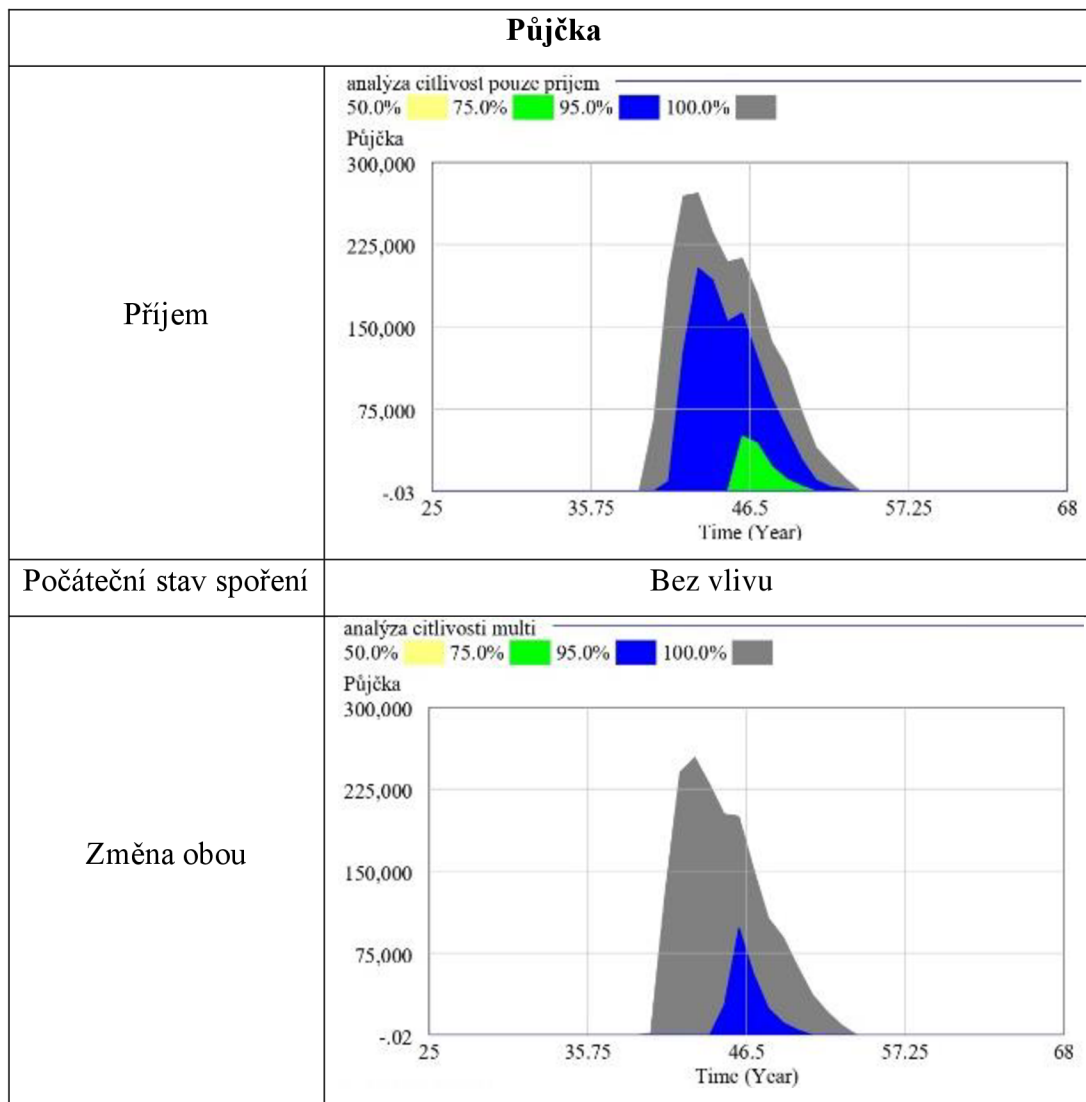 Půjčka
Příjem
analýza citlivost pouze prijem
50.0% 75.0% 95.0% 100.0%
Půjčka
300,000
225,000
150,000
75,000
-.03
25 35.75 46.5 57.25 68
Time (Year)
Počáteční stav spoření Bez vlivu
Změna obou
analýza citlivosti multi
50.0% 75.0% 95.0% 100.0%
Půjčka
300,000
225,000
150,000
75,000
-.02
25 35.75 46.5 57.25 68
Time (Year)